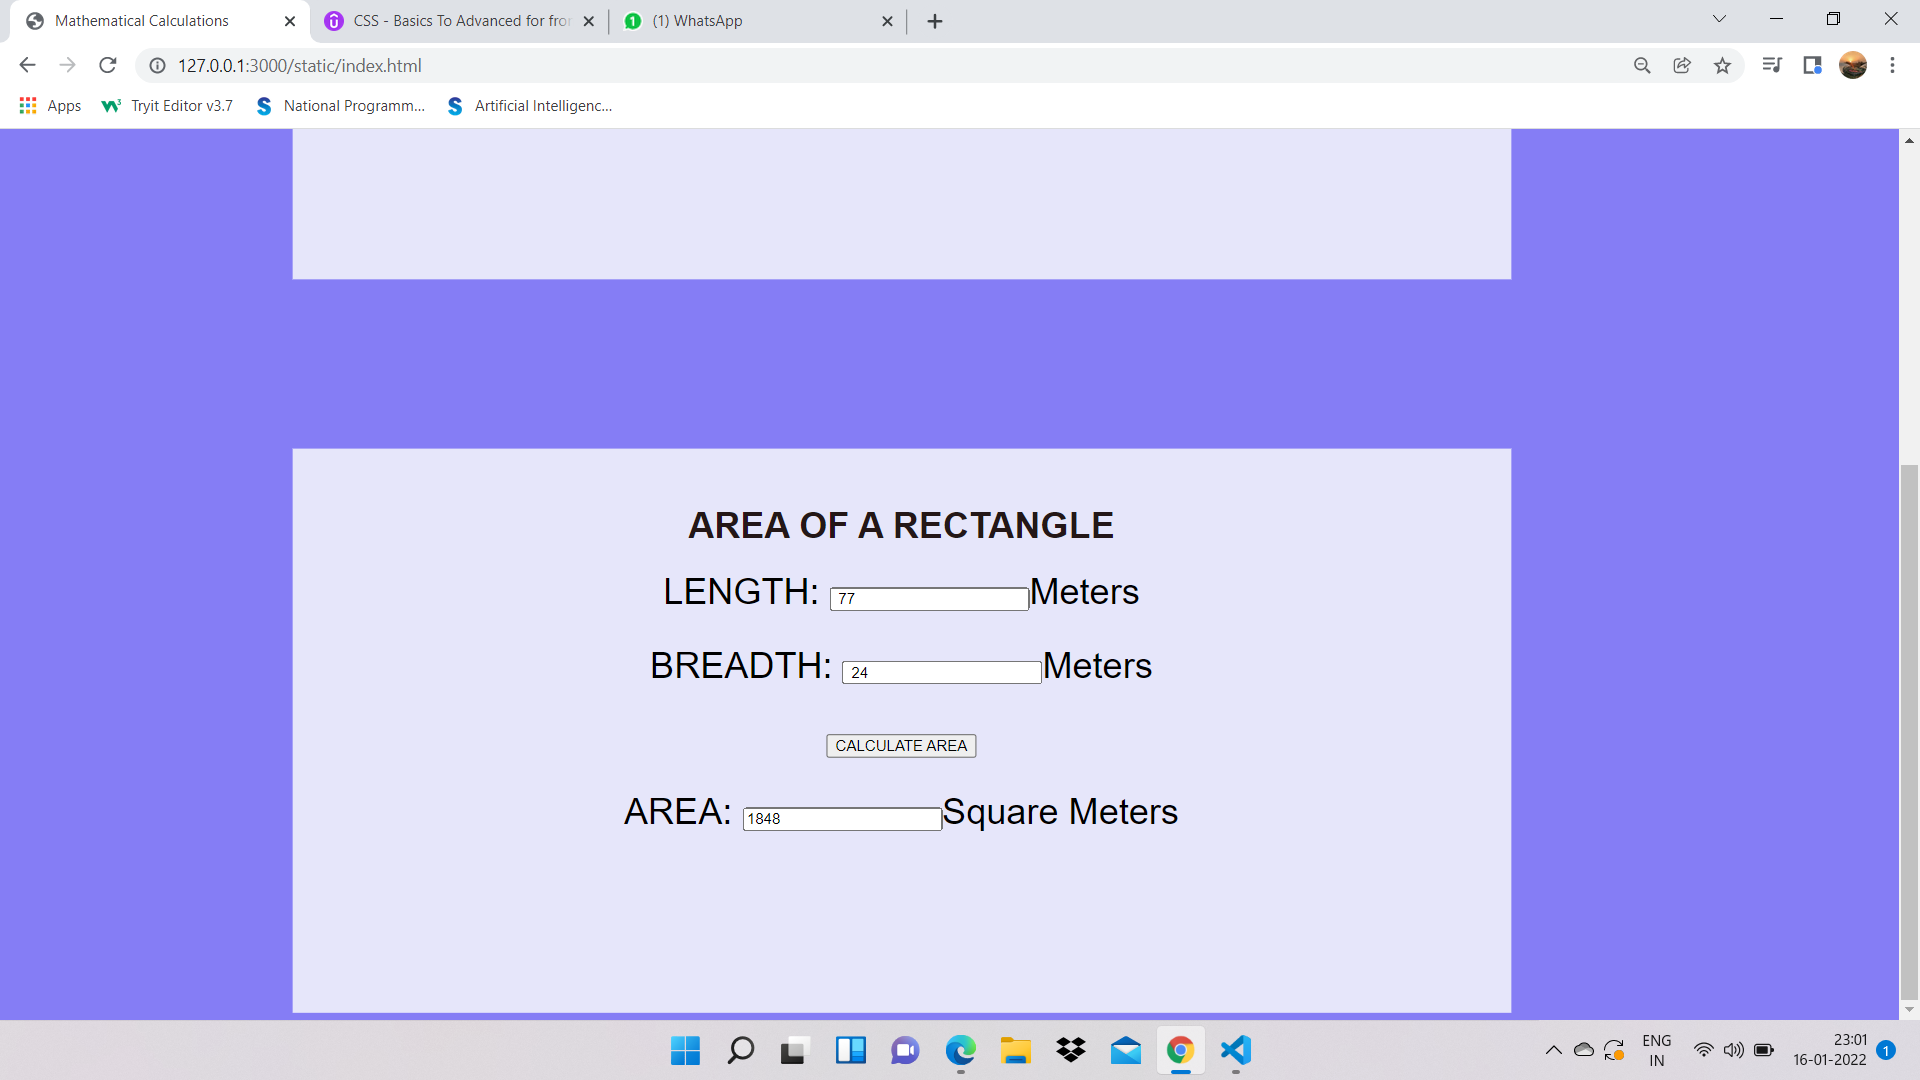 Mathematical Calculations
CSS - Basics To Advanced for fro
(1) WhatsApp
127.0.0.1:3000/static/index.html
Apps
Tryit Editor v3.7
National Programm...
Artificial Intelligenc...
AREA OF A RECTANGLE
LENGTH: 77 Meters
BREADTH: 24 Meters
CALCULATE AREA
AREA: 1848 Square Meters
ENG
IN
23:01
16-01-2022
1